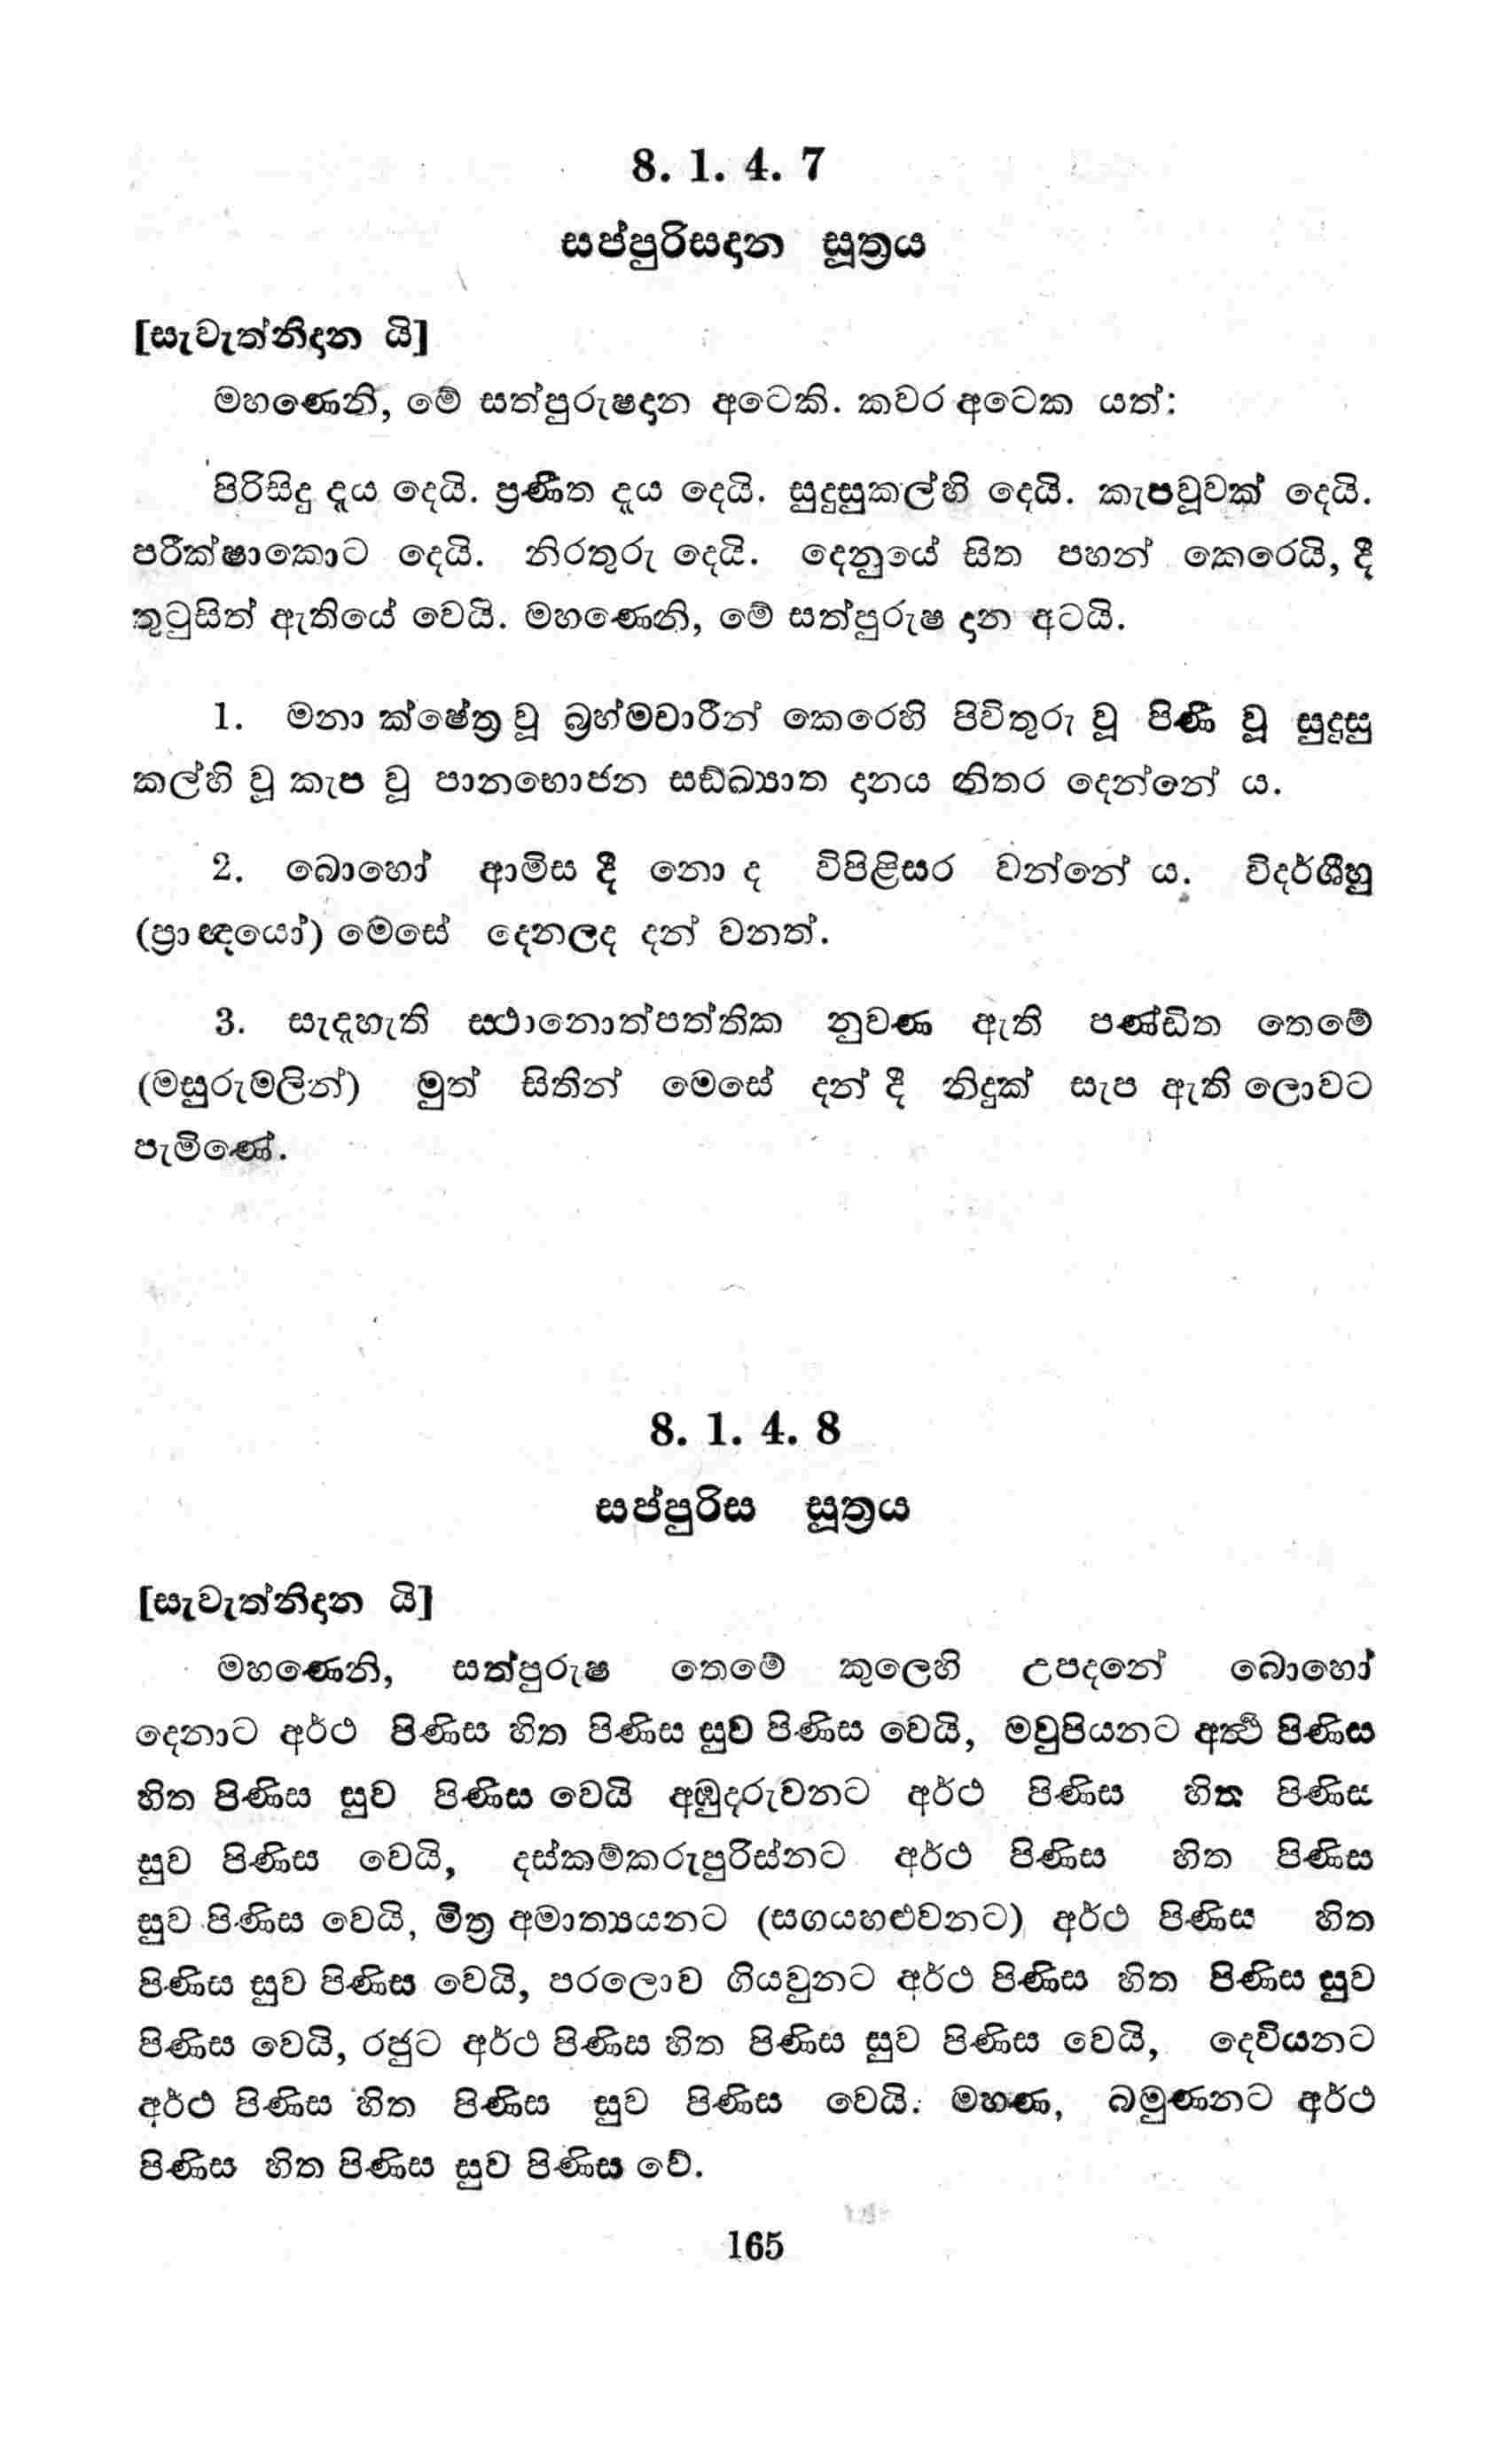 8. 1. 4. 7
සප්පුරිසදාන සූත්‍රය
[සැවැත්නිදාන යි]
මහණෙනි, මේ සත්පුරුෂදාන අටෙකි. කවර අටෙක යත්:
පිරිසිදු දැය දෙයි. ප්‍රණීත දැය දෙයි. සුදුසුකල්හි දෙයි. කැපවූවක් දෙයි.
පරීක්ෂාකොට දෙයි. නිරතුරු දෙයි. දෙනුයේ සිත පහන් කෙරෙයි, දී
තුටුසිත් ඇතියේ වෙයි. මහණෙනි, මේ සත්පුරුෂ දාන අටයි.
1. මනා ක්ෂේත්‍ර වූ බ්‍රහ්මචාරීන් කෙරෙහි පිවිතුරු වූ පිණී වූ සුදුසු
කල්හි වූ කැප වූ පානභොජන සඞ්ඛ්‍යාත දානය නිතර දෙන්නේ ය.
2. බොහෝ ආමිස දී නො ද විපිළිසර වන්නේ ය. විදර්ශීහු
(ප්‍රාඥයෝ) මෙසේ දෙනලද දන් වනත්.
3. සැදැහැති ස්ථානොත්පත්තික නුවණ ඇති පණ්ඩිත තෙමේ
(මසුරුමලින්) මුත් සිතින් මෙසේ දන් දී නිදුක් සැප ඇති ලොවට
පැමිණේ.
8. 1. 4. 8
සප්පුරිස සූත්‍රය
[සැවැත්නිදාන යි]
මහණෙනි, සත්පුරුෂ තෙමේ කුලෙහි උපදනේ බොහෝ
දෙනාට අර්ථ පිණිස හිත පිණිස සුව පිණිස වෙයි, මවුපියනට අර්‍ථ පිණිස
හිත පිණිස සුව පිණිස වෙයි අඹුදරුවනට අර්ථ පිණිස හිත පිණිස
සුව පිණිස වෙයි, දස්කම්කරුපුරිස්නට අර්ථ පිණිස හිත පිණිස
සුව පිණිස වෙයි, මිත්‍ර අමාත්‍යයනට (සගයහළුවනට) අර්ථ පිණිස හිත
පිණිස සුව පිණිස වෙයි, පරලොව ගියවුනට අර්ථ පිණිස හිත පිණිස සුව
පිණිස වෙයි, රජුට අර්ථ පිණිස හිත පිණිස සුව පිණිස වෙයි, දෙවියනට
අර්ථ පිණිස හිත පිණිස සුව පිණිස වෙයි. මහණ, බමුණනට අර්ථ
පිණිස හිත පිණිස සුව පිණිස වේ.
165